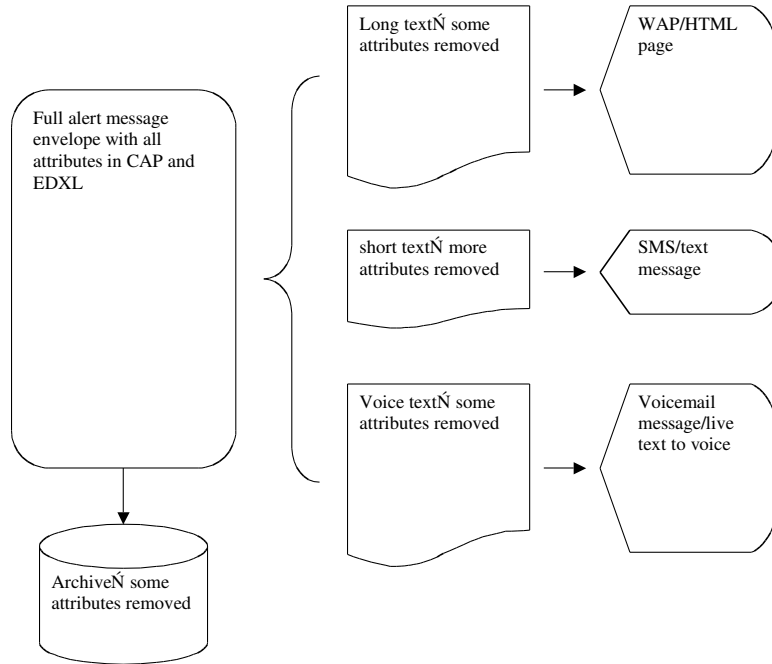 Full alert message
envelope with all
attributes in CAP and
EDXL
Long textŃ some
attributes removed
WAP/HTML
page
short textŃ more
attributes removed
SMS/text
message
Voice textŃ some
attributes removed
Voicemail
message/live
text to voice
ArchiveŃ some
attributes removed